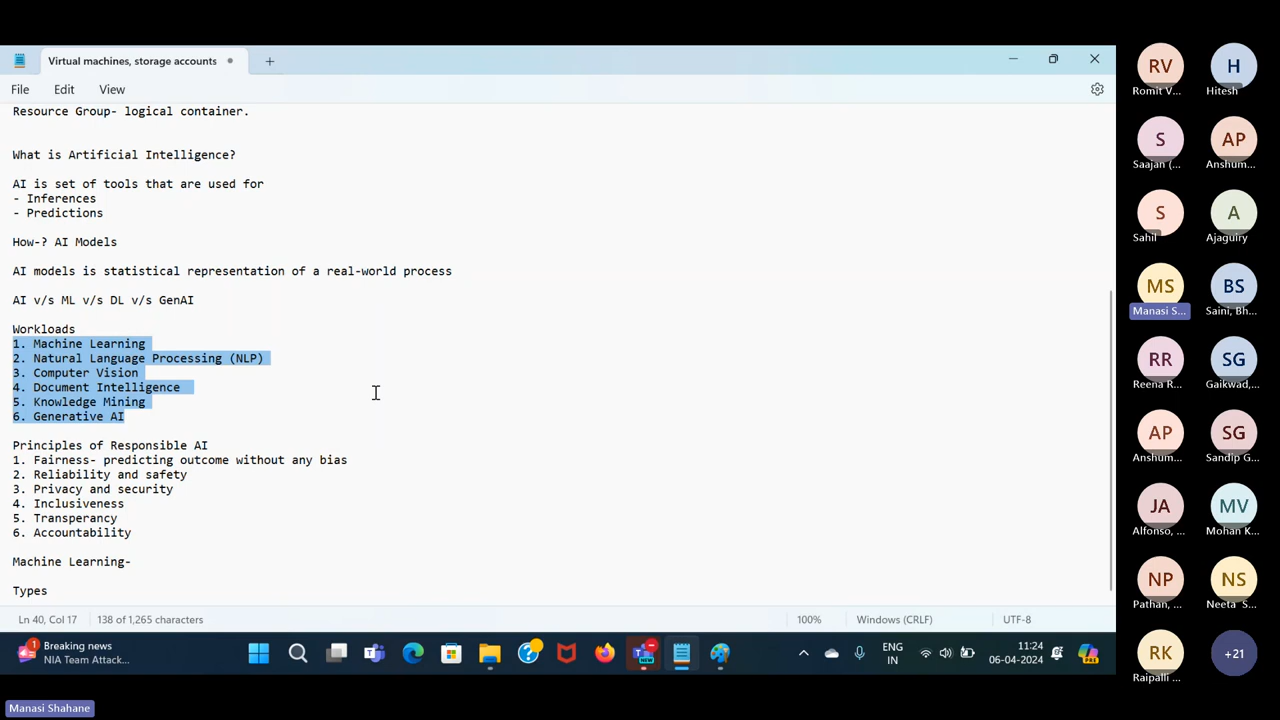 Virtual machines, storage accounts
File Edit View
Resource Group- logical container.
What is Artificial Intelligence?
AI is set of tools that are used for
- Inferences
- Predictions
How-? AI Models
AI models is statistical representation of a real-world process
AI v/s ML v/s DL v/s GenAI
Workloads
1. Machine Learning
2. Natural Language Processing (NLP)
3. Computer Vision
4. Document Intelligence
5. Knowledge Mining
6. Generative AI
Principles of Responsible AI
1. Fairness- predicting outcome without any bias
2. Reliability and safety
3. Privacy and security
4. Inclusiveness
5. Transperancy
6. Accountability
Machine Learning-
Types
Ln 40, Col 17 138 of 1,265 characters 100% Windows (CRLF) UTF-8
1 Breaking news
NIA Team Attack...
NEW
ENG
IN
11:24
06-04-2024
PRE
Manasi Shahane
RV H
Romit V... Hitesh
S AP
Saajan (... Anshum...
S A
Sahil Ajaguiry
MS BS
Manasi S... Saini, Bh...
RR SG
Reena R... Gaikwad,...
AP SG
Anshum... Sandip G...
JA MV
Alfonso, ... Mohan K...
NP NS
Pathan, ... Neeta S...
RK +21
Raipalli ...